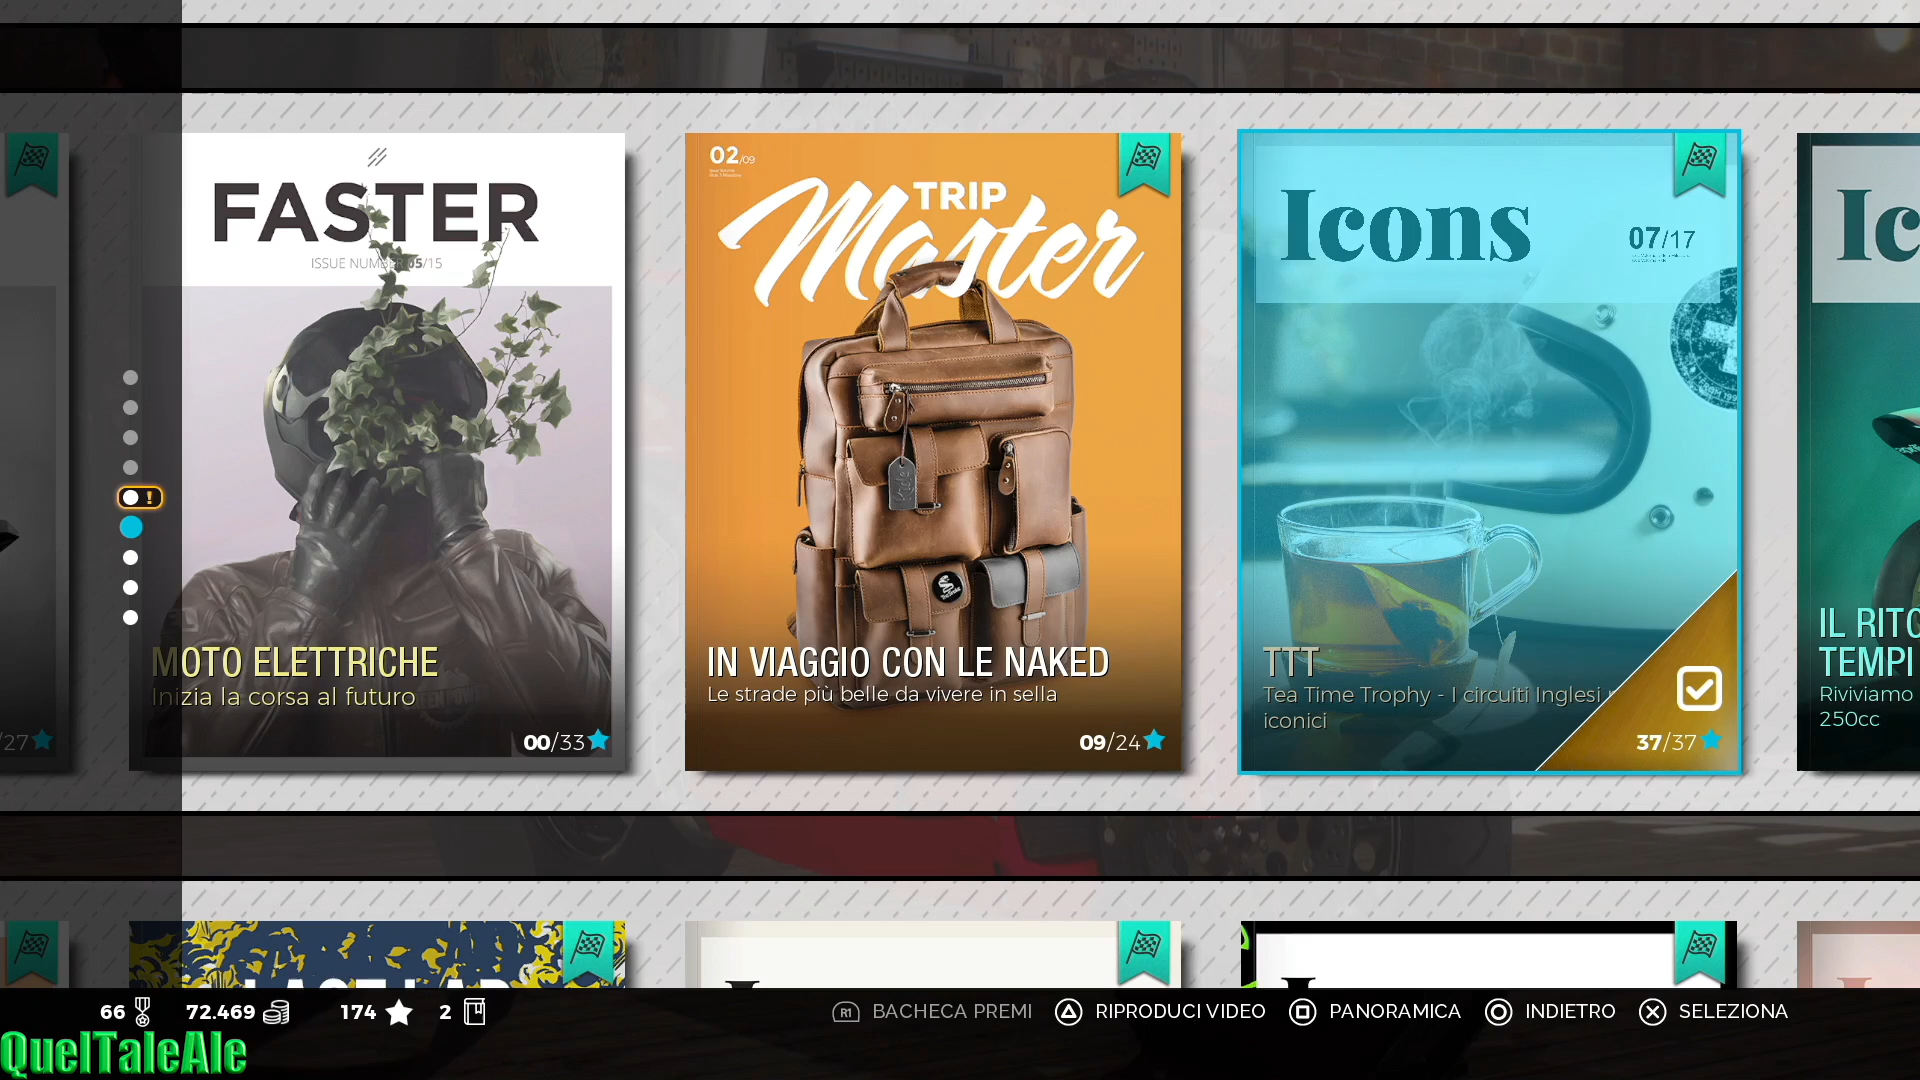 FASTER
ISSUE NUMBER 05/15
MOTO ELETTRICHE
Inizia la corsa al futuro
00/33
/27
02/09
TRIP
Master
IN VIAGGIO CON LE NAKED
Le strade più belle da vivere in sella
09/24
Icons
07/17
TTT
Tea Time Trophy - I circuiti Inglesi
iconici
37/37
Ic
IL RITO
TEMPI
Riviviamo
250cc
LAST LAP
66
72.469
174
2
R1 BACHECA PREMI
RIPRODUCI VIDEO
PANORAMICA
INDIETRO
SELEZIONA
QuelTaleAle